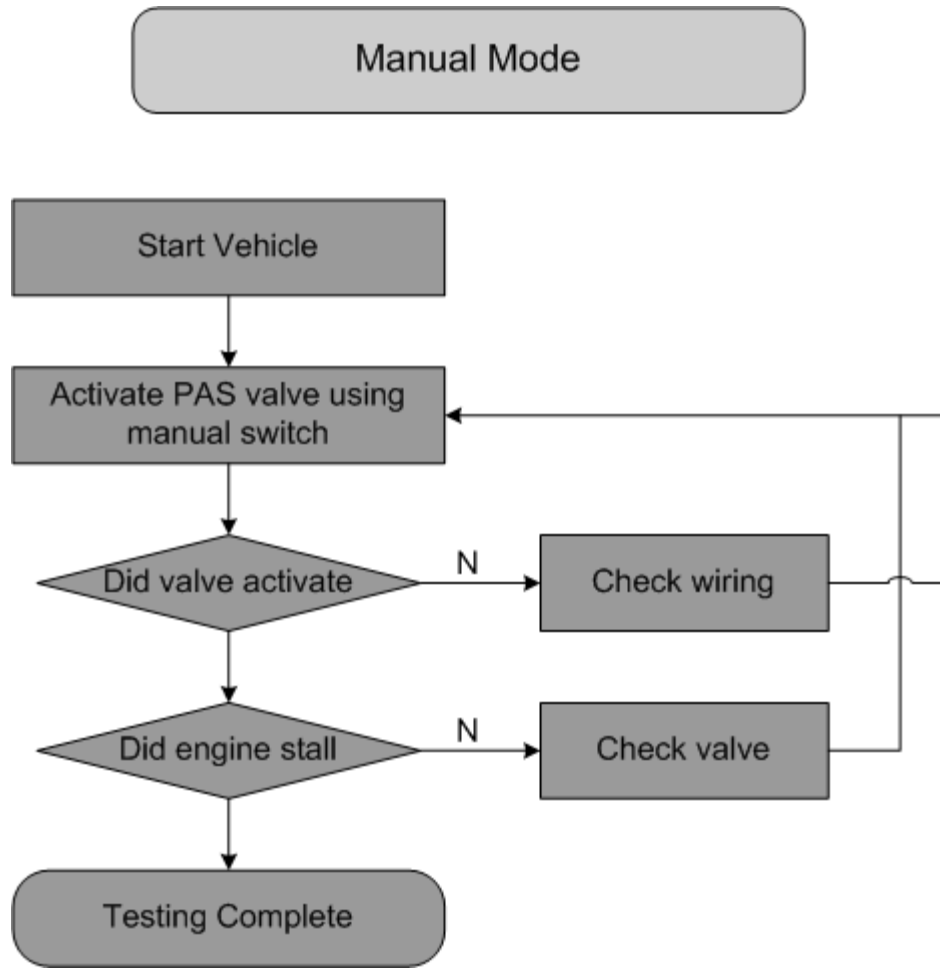 Manual Mode
Start Vehicle
Activate PAS valve using
manual switch
Did valve activate
N
Check wiring
Did engine stall
N
Check valve
Testing Complete